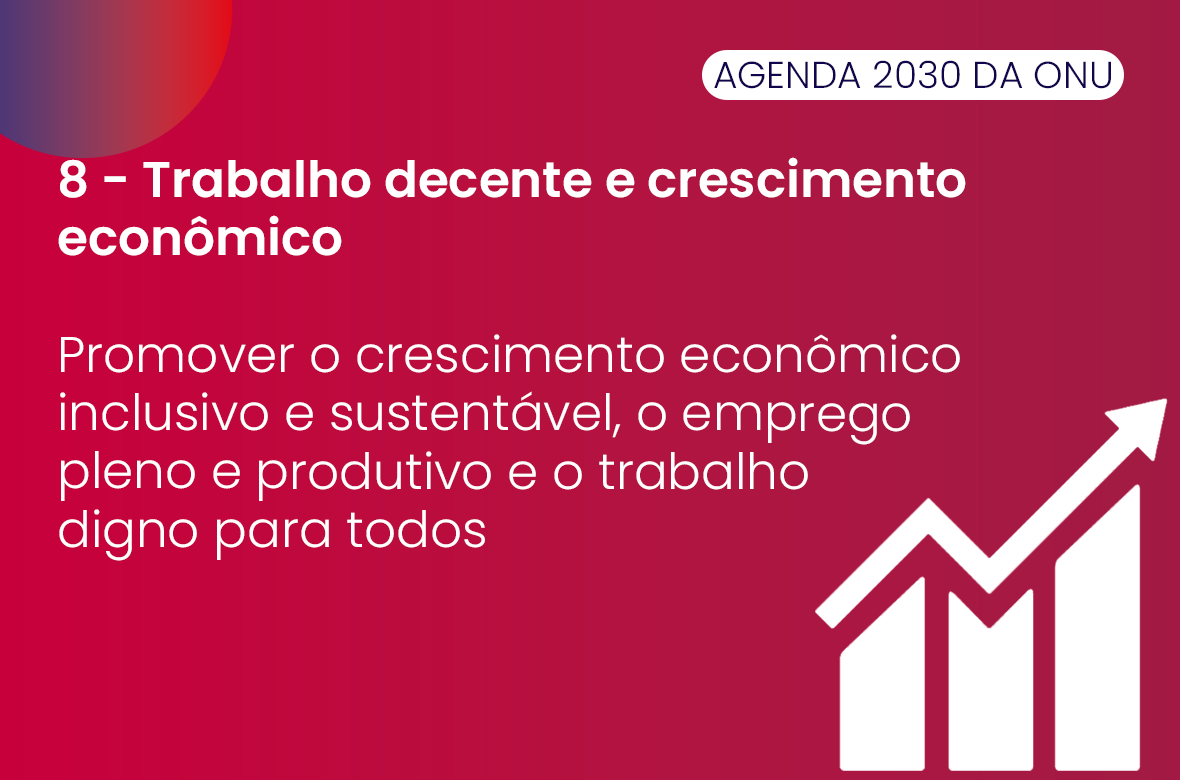 AGENDA 2030 DA ONU
8 - Trabalho decente e crescimento
econômico
Promover o crescimento econômico
inclusivo e sustentável, o emprego
pleno e produtivo e o trabalho
digno para todos